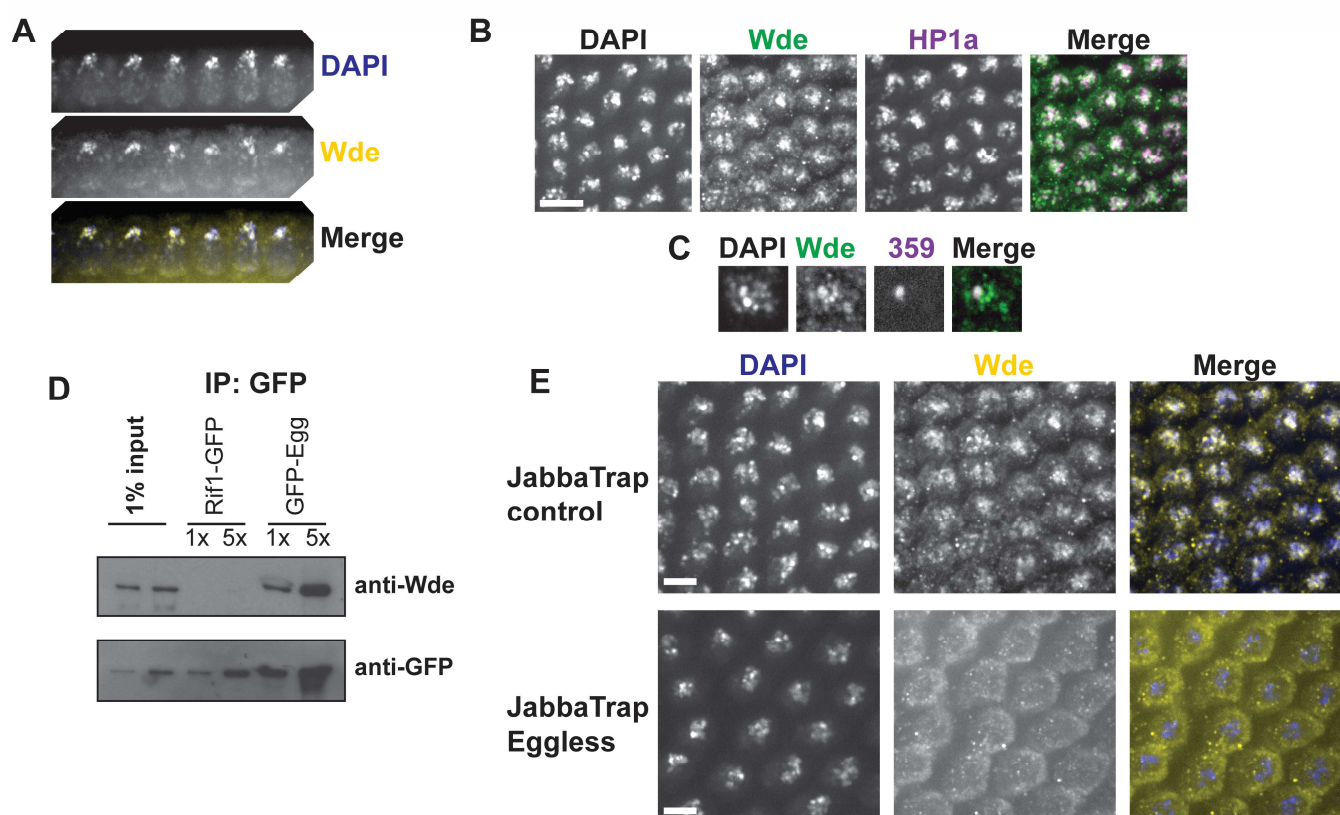 A
DAPI
Wde
Merge
B
DAPI Wde HP1a Merge
C
DAPI Wde 359 Merge
D
IP: GFP
1% input
Rif1-GFP
GFP-Egg
1x 5x 1x 5x
anti-Wde
anti-GFP
E
DAPI Wde Merge
JabbaTrap
control
JabbaTrap
Eggless